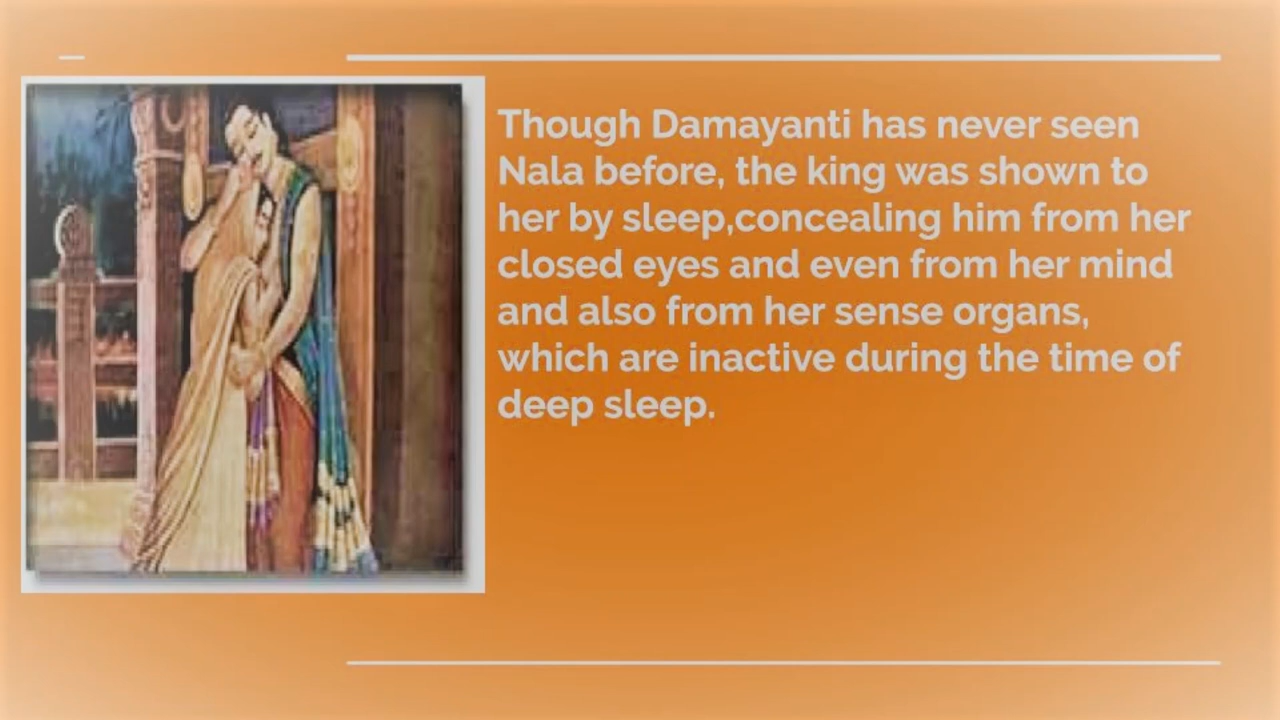 Though Damayanti has never seen
Nala before, the king was shown to
her by sleep,concealing him from her
closed eyes and even from her mind
and also from her sense organs,
which are inactive during the time of
deep sleep.